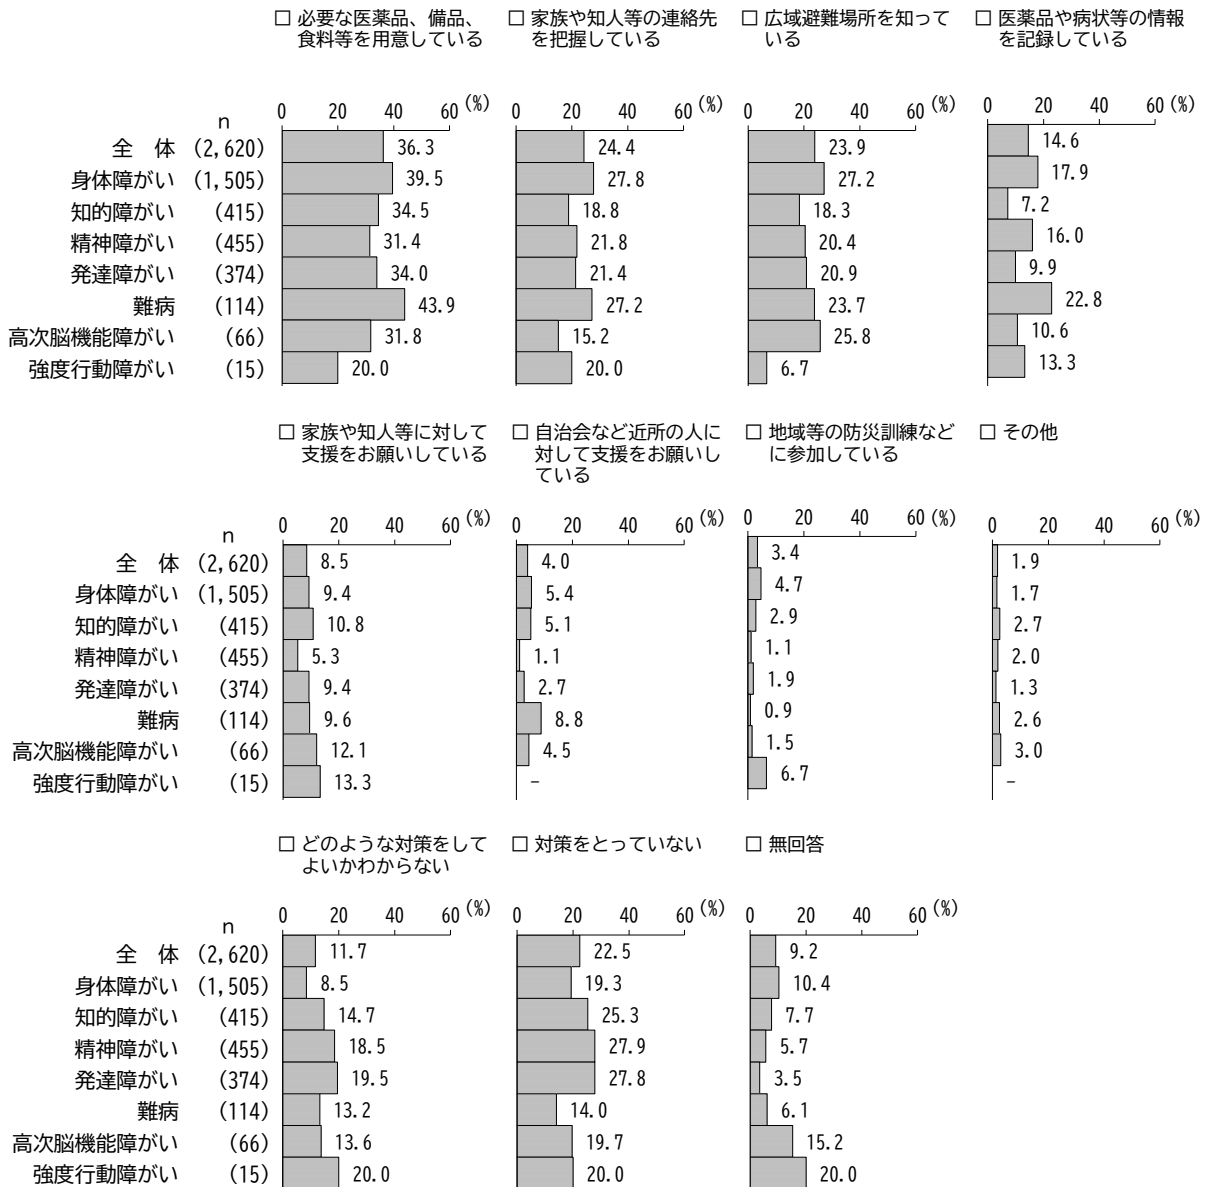 □ 必要な医薬品、備品、
食料等を用意している
□ 家族や知人等の連絡先
を把握している
□ 広域避難場所を知って
いる
□ 医薬品や病状等の情報
を記録している
0 20 40 60 (%) 0 20 40 60 (%) 0 20 40 60 (%) 0 20 40 60 (%)
n
全 体 (2,620) 36.3 24.4 23.9 14.6
身体障がい (1,505) 39.5 27.8 27.2 17.9
知的障がい (415) 34.5 18.8 18.3 7.2
精神障がい (455) 31.4 21.8 20.4 16.0
発達障がい (374) 34.0 21.4 20.9 9.9
難病 (114) 43.9 27.2 23.7 22.8
高次脳機能障がい (66) 31.8 15.2 25.8 10.6
強度行動障がい (15) 20.0 20.0 6.7 13.3
□ 家族や知人等に対して
支援をお願いしている
□ 自治会など近所の人に
対して支援をお願いし
ている
□ 地域等の防災訓練など
に参加している
□ その他
0 20 40 60 (%) 0 20 40 60 (%) 0 20 40 60 (%) 0 20 40 60 (%)
n
全 体 (2,620) 8.5 4.0 3.4 1.9
身体障がい (1,505) 9.4 5.4 4.7 1.7
知的障がい (415) 10.8 5.1 2.9 2.7
精神障がい (455) 5.3 1.1 1.1 2.0
発達障がい (374) 9.4 2.7 1.9 1.3
難病 (114) 9.6 8.8 0.9 2.6
高次脳機能障がい (66) 12.1 4.5 1.5 3.0
強度行動障がい (15) 13.3 - 6.7 -
□ どのような対策をして
よいかわからない
□ 対策をとっていない
□ 無回答
0 20 40 60 (%) 0 20 40 60 (%) 0 20 40 60 (%)
n
全 体 (2,620) 11.7 22.5 9.2
身体障がい (1,505) 8.5 19.3 10.4
知的障がい (415) 14.7 25.3 7.7
精神障がい (455) 18.5 27.9 5.7
発達障がい (374) 19.5 27.8 3.5
難病 (114) 13.2 14.0 6.1
高次脳機能障がい (66) 13.6 19.7 15.2
強度行動障がい (15) 20.0 20.0 20.0